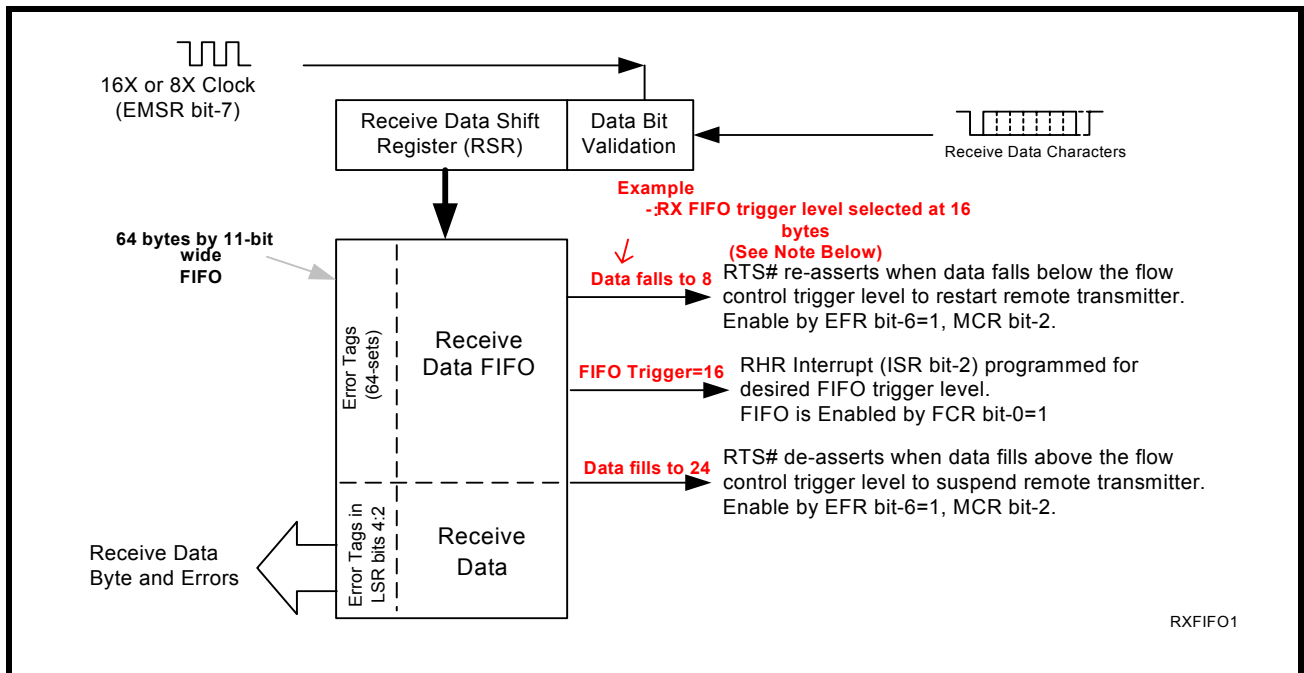 16X or 8X Clock
(EMSR bit-7)
Receive Data Shift
Register (RSR)
Data Bit
Validation
Receive Data Characters
Example
-:RX FIFO trigger level selected at 16
bytes
(See Note Below)
64 bytes by 11-bit
wide
FIFO
Data falls to 8
RTS# re-asserts when data falls below the flow
control trigger level to restart remote transmitter.
Enable by EFR bit-6=1, MCR bit-2.
Error Tags
(64-sets)
Receive
Data FIFO
FIFO Trigger=16
RHR Interrupt (ISR bit-2) programmed for
desired FIFO trigger level.
FIFO is Enabled by FCR bit-0=1
Data fills to 24
RTS# de-asserts when data fills above the flow
control trigger level to suspend remote transmitter.
Enable by EFR bit-6=1, MCR bit-2.
Error Tags in
LSR bits 4:2
Receive
Data
Receive Data
Byte and Errors
RXFIFO1